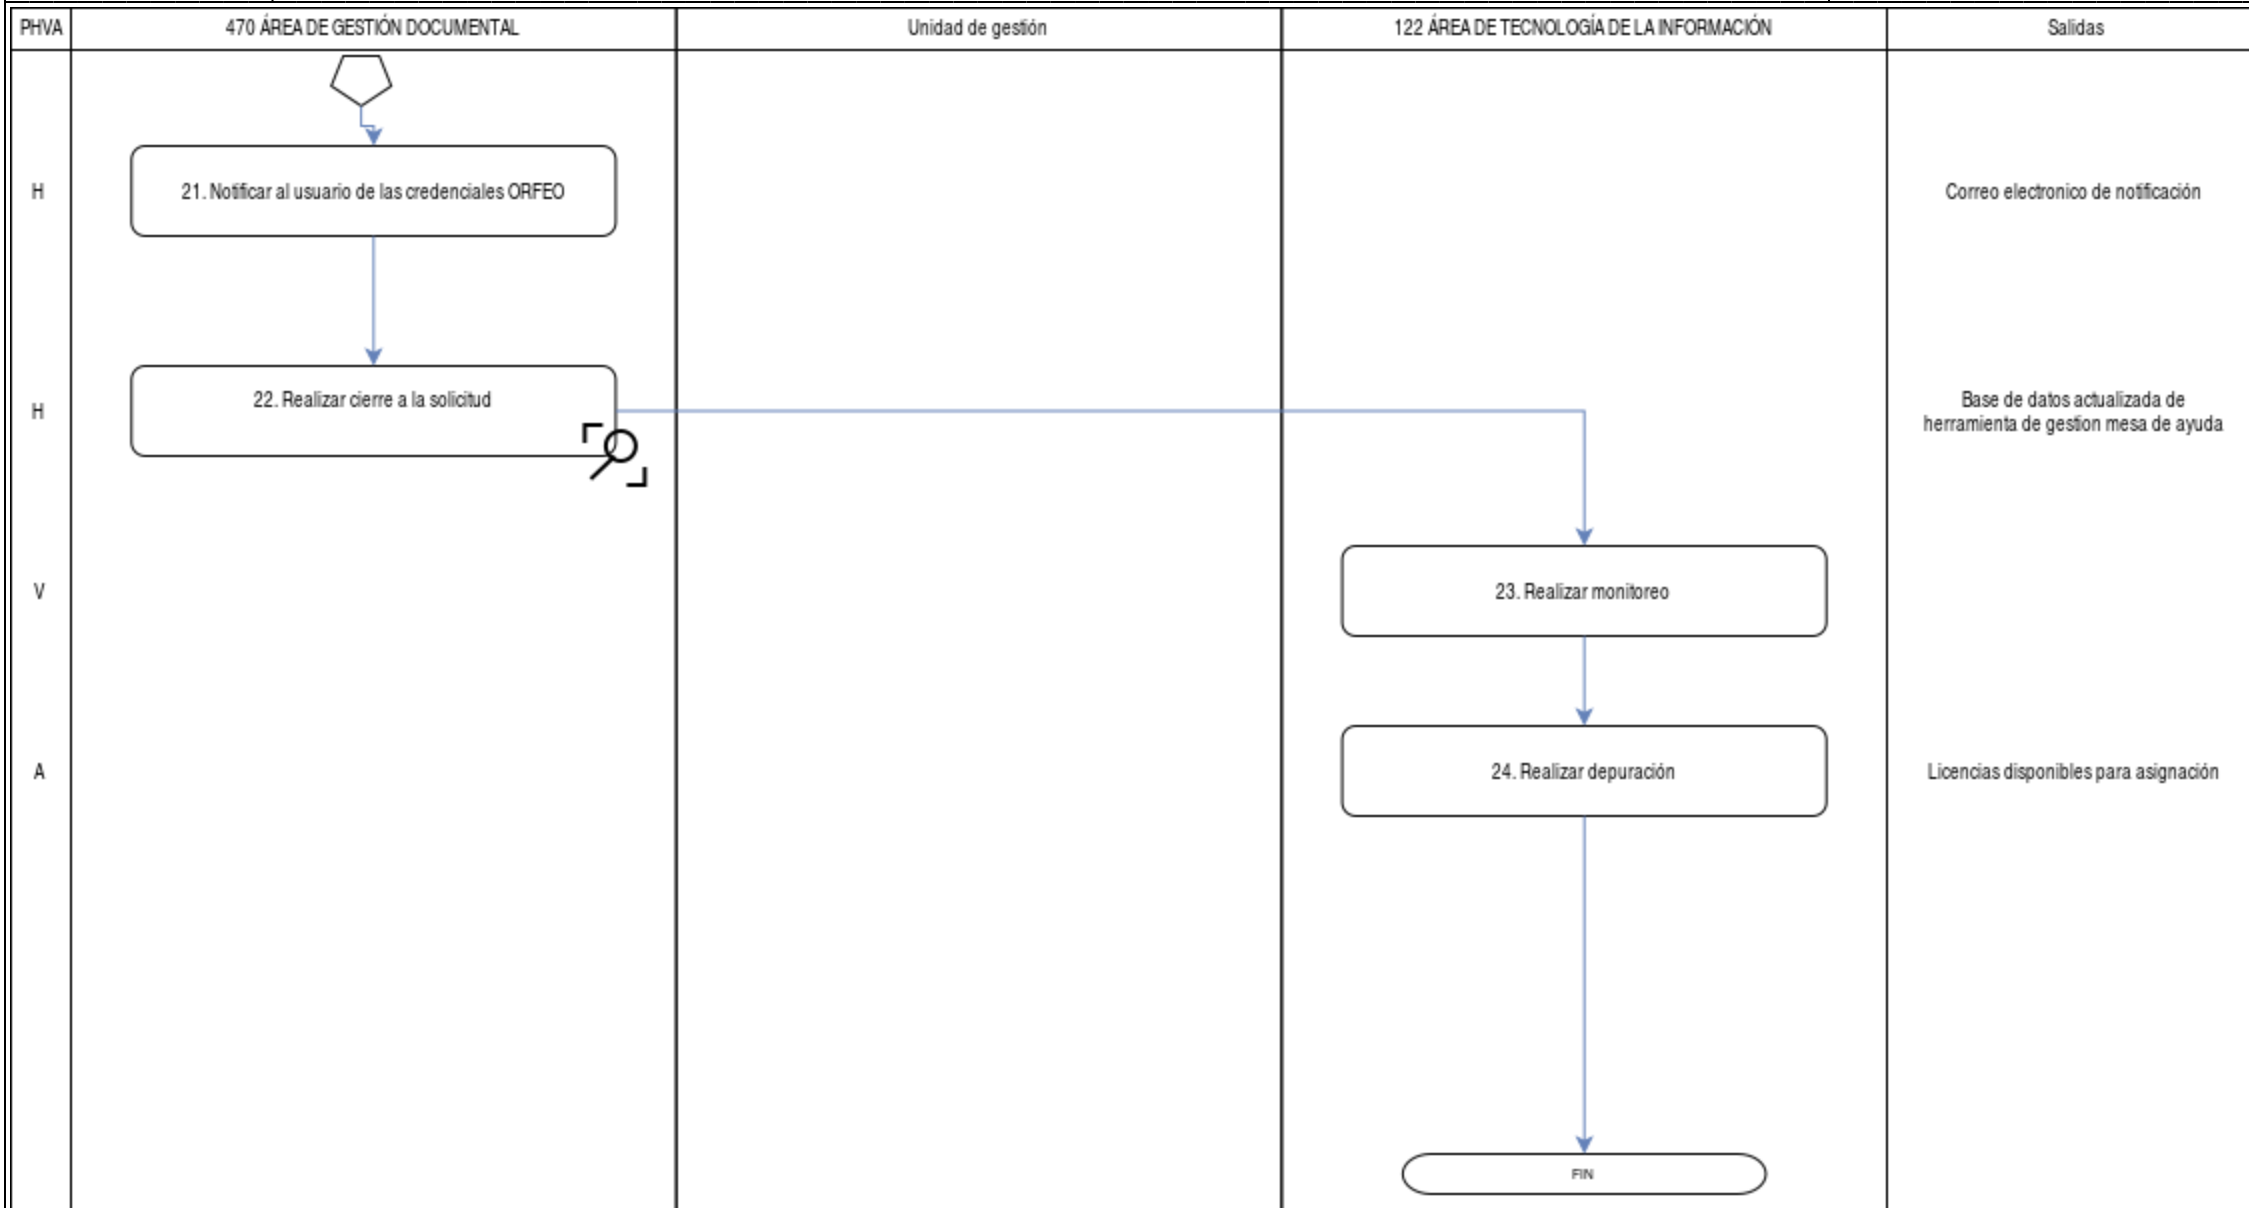 PHVA
470 ÁREA DE GESTIÓN DOCUMENTAL
Unidad de gestión
122 ÁREA DE TECNOLOGÍA DE LA INFORMACIÓN
Salidas
H
21. Notificar al usuario de las credenciales ORFEO
Correo electronico de notificación
H
22. Realizar cierre a la solicitud
Base de datos actualizada de
herramienta de gestion mesa de ayuda
V
23. Realizar monitoreo
A
24. Realizar depuración
Licencias disponibles para asignación
FIN